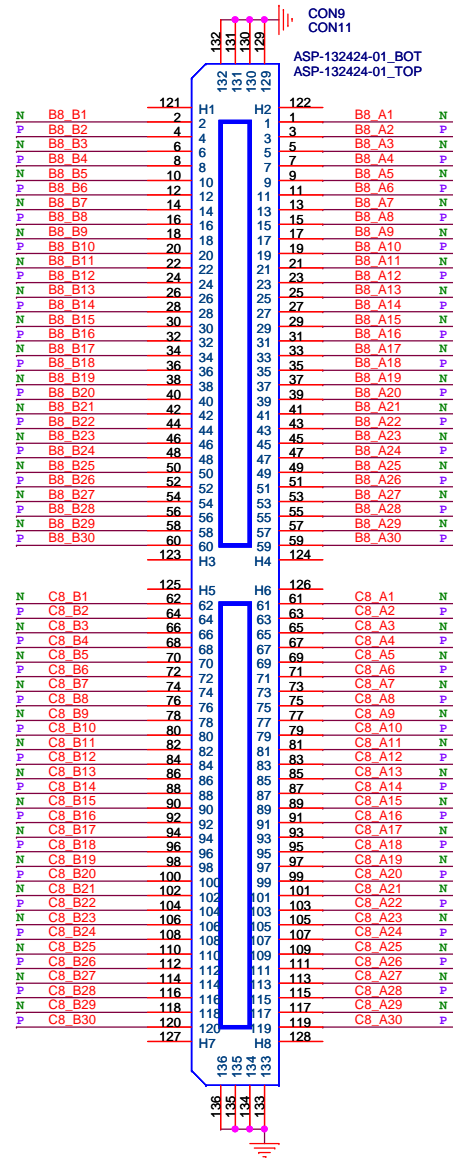 CON9
CON11
132 131 130 129
ASP-132424-01_BOT
ASP-132424-01_TOP
132 131 130 129
121 H1 H2 122
N B8_B1 2 2 1 1 B8_A1 N
P B8_B2 4 4 3 3 B8_A2 P
N B8_B3 6 6 5 5 B8_A3 N
P B8_B4 8 8 7 7 B8_A4 P
N B8_B5 10 10 9 9 B8_A5 N
P B8_B6 12 12 11 11 B8_A6 P
N B8_B7 14 14 13 13 B8_A7 N
P B8_B8 16 16 15 15 B8_A8 P
N B8_B9 18 18 17 17 B8_A9 N
P B8_B10 20 20 19 19 B8_A10 P
N B8_B11 22 22 21 21 B8_A11 N
P B8_B12 24 24 23 23 B8_A12 P
N B8_B13 26 26 25 25 B8_A13 N
P B8_B14 28 28 27 27 B8_A14 P
N B8_B15 30 30 29 29 B8_A15 N
P B8_B16 32 32 31 31 B8_A16 P
N B8_B17 34 34 33 33 B8_A17 N
P B8_B18 36 36 35 35 B8_A18 P
N B8_B19 38 38 37 37 B8_A19 N
P B8_B20 40 40 39 39 B8_A20 P
N B8_B21 42 42 41 41 B8_A21 N
P B8_B22 44 44 43 43 B8_A22 P
N B8_B23 46 46 45 45 B8_A23 N
P B8_B24 48 48 47 47 B8_A24 P
N B8_B25 50 50 49 49 B8_A25 N
P B8_B26 52 52 51 51 B8_A26 P
N B8_B27 54 54 53 53 B8_A27 N
P B8_B28 56 56 55 55 B8_A28 P
N B8_B29 58 58 57 57 B8_A29 N
P B8_B30 60 60 59 59 B8_A30 P
123 H3 H4 124
125 H5 H6 126
N C8_B1 62 62 61 61 C8_A1 N
P C8_B2 64 64 63 63 C8_A2 P
N C8_B3 66 66 65 65 C8_A3 N
P C8_B4 68 68 67 67 C8_A4 P
N C8_B5 70 70 69 69 C8_A5 N
P C8_B6 72 72 71 71 C8_A6 P
N C8_B7 74 74 73 73 C8_A7 N
P C8_B8 76 76 75 75 C8_A8 P
N C8_B9 78 78 77 77 C8_A9 N
P C8_B10 80 80 79 79 C8_A10 P
N C8_B11 82 82 81 81 C8_A11 N
P C8_B12 84 84 83 83 C8_A12 P
N C8_B13 86 86 85 85 C8_A13 N
P C8_B14 88 88 87 87 C8_A14 P
N C8_B15 90 90 89 89 C8_A15 N
P C8_B16 92 92 91 91 C8_A16 P
N C8_B17 94 94 93 93 C8_A17 N
P C8_B18 96 96 95 95 C8_A18 P
N C8_B19 98 98 97 97 C8_A19 N
P C8_B20 100 100 99 99 C8_A20 P
N C8_B21 102 102 101 101 C8_A21 N
P C8_B22 104 104 103 103 C8_A22 P
N C8_B23 106 106 105 105 C8_A23 N
P C8_B24 108 108 107 107 C8_A24 P
N C8_B25 110 110 109 109 C8_A25 N
P C8_B26 112 112 111 111 C8_A26 P
N C8_B27 114 114 113 113 C8_A27 N
P C8_B28 116 116 115 115 C8_A28 P
N C8_B29 118 118 117 117 C8_A29 N
P C8_B30 120 120 119 119 C8_A30 P
127 H7 H8 128
136 135 134 133
136 135 134 133